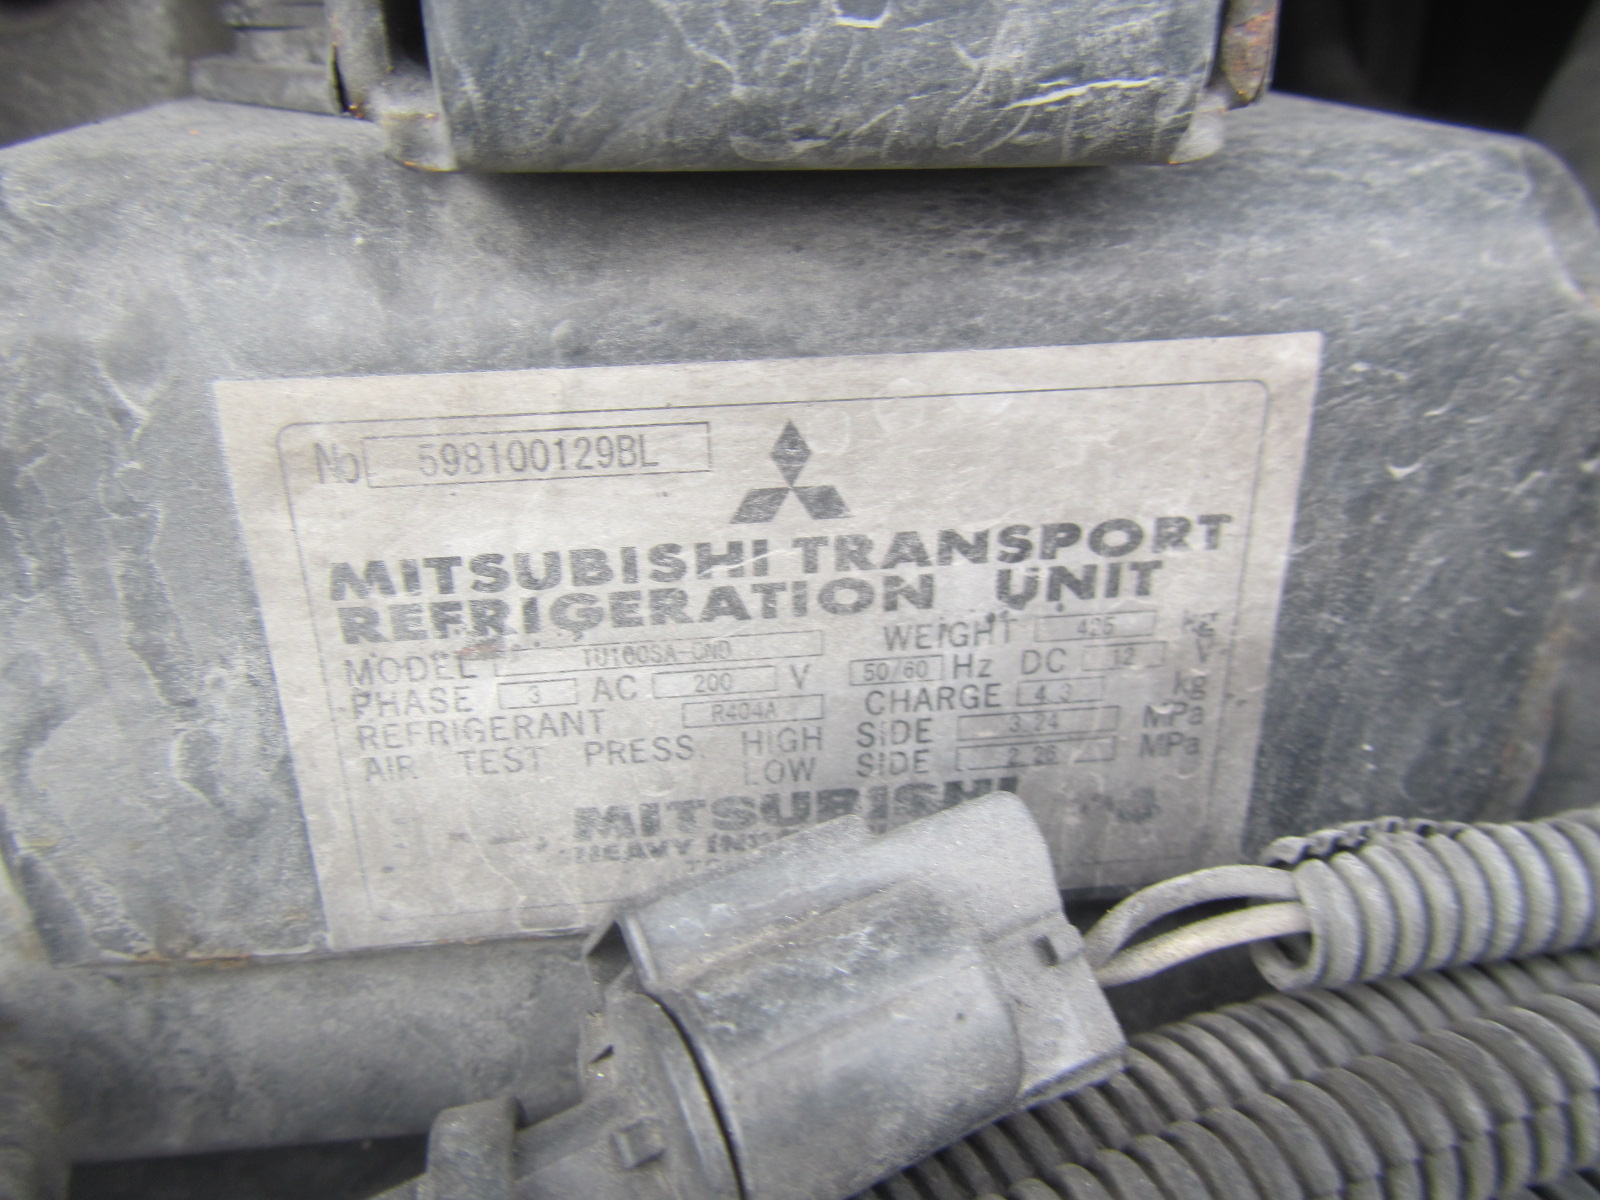 No 598100129BL
MITSUBISHI TRANSPORT
REFRIGERATION UNIT
MODEL WEIGHT kg
PHASE 3 AC 200 V 50/60 Hz DC 12 V
REFRIGERANT R404A CHARGE 4.3 kg
AIR TEST PRESS. HIGH SIDE 3.24 MPa
LOW SIDE 2.26 MPa
MITSUBISHI
HEAVY